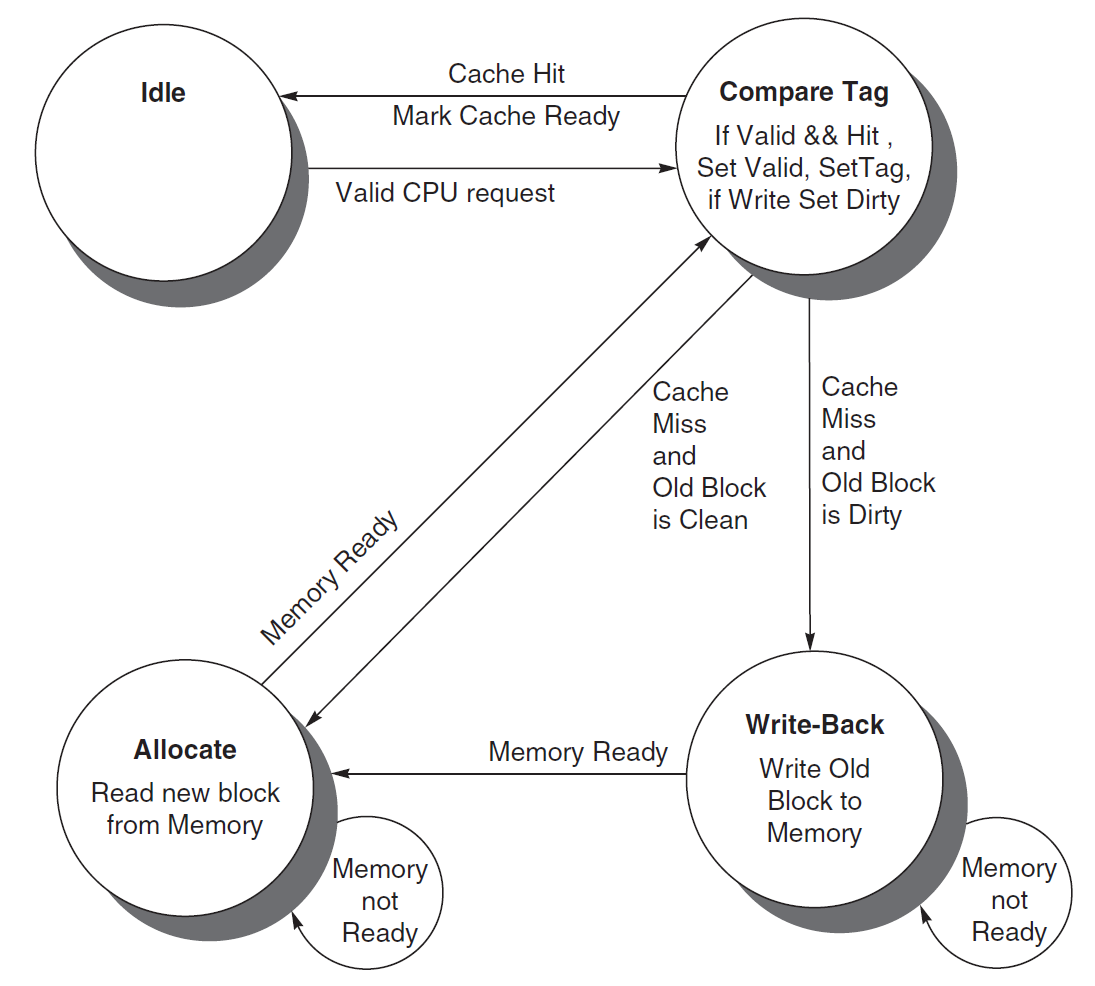 Idle
Cache Hit
Mark Cache Ready
Valid CPU request
Compare Tag
If Valid && Hit ,
Set Valid, SetTag,
if Write Set Dirty
Cache
Miss
and
Old Block
is Clean
Cache
Miss
and
Old Block
is Dirty
Memory Ready
Allocate
Read new block
from Memory
Memory
not
Ready
Memory Ready
Write-Back
Write Old
Block to
Memory
Memory
not
Ready